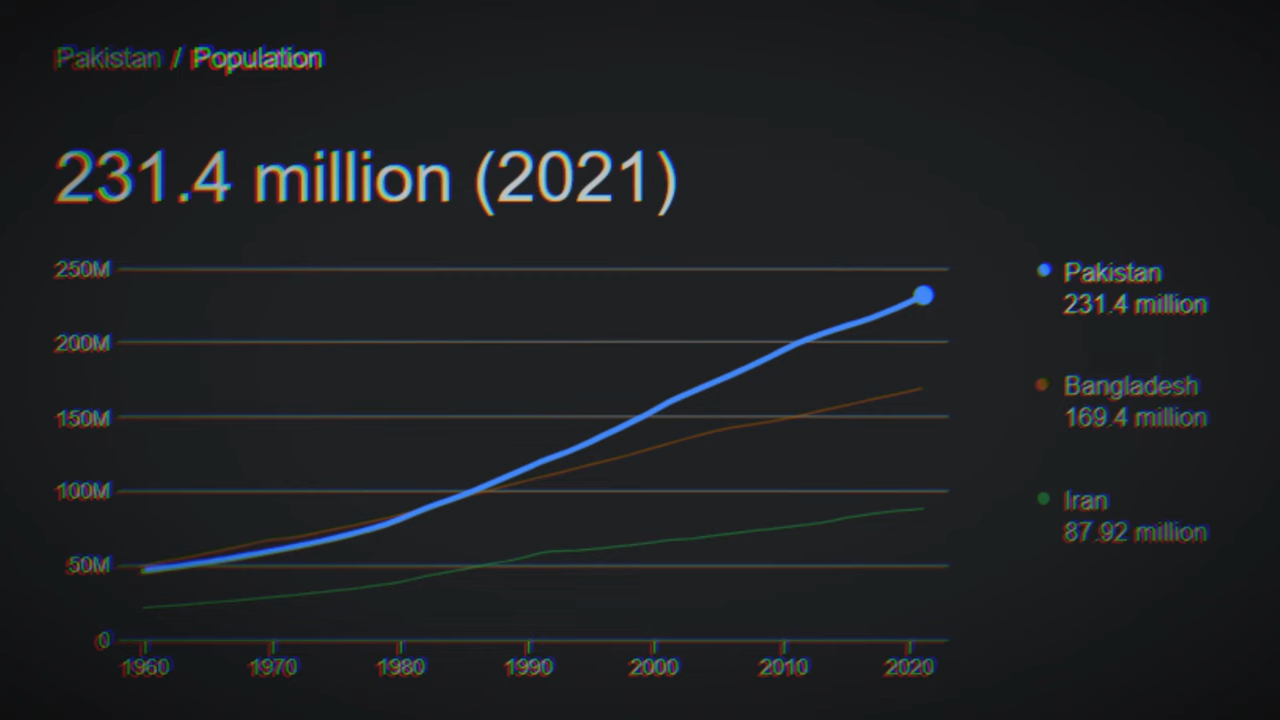 Pakistan / Population
231.4 million (2021)
250M
200M
150M
100M
50M
0
1960 1970 1980 1990 2000 2010 2020
Pakistan
231.4 million
Bangladesh
169.4 million
Iran
87.92 million